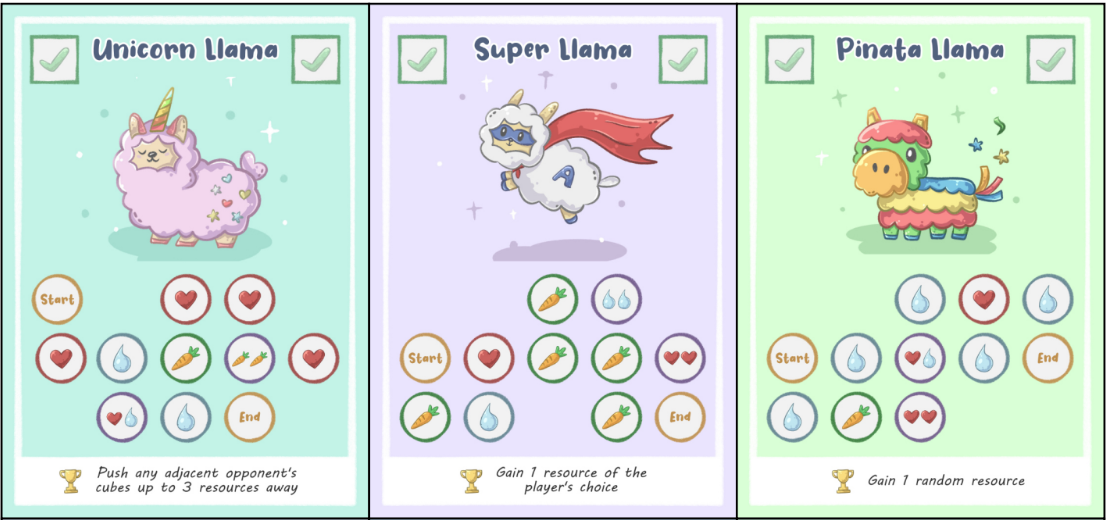 Unicorn Llama
Start
End
Push any adjacent opponent's
cubes up to 3 resources away
Super Llama
A
Start
End
Gain 1 resource of the
player's choice
Pinata Llama
Start
End
Gain 1 random resource